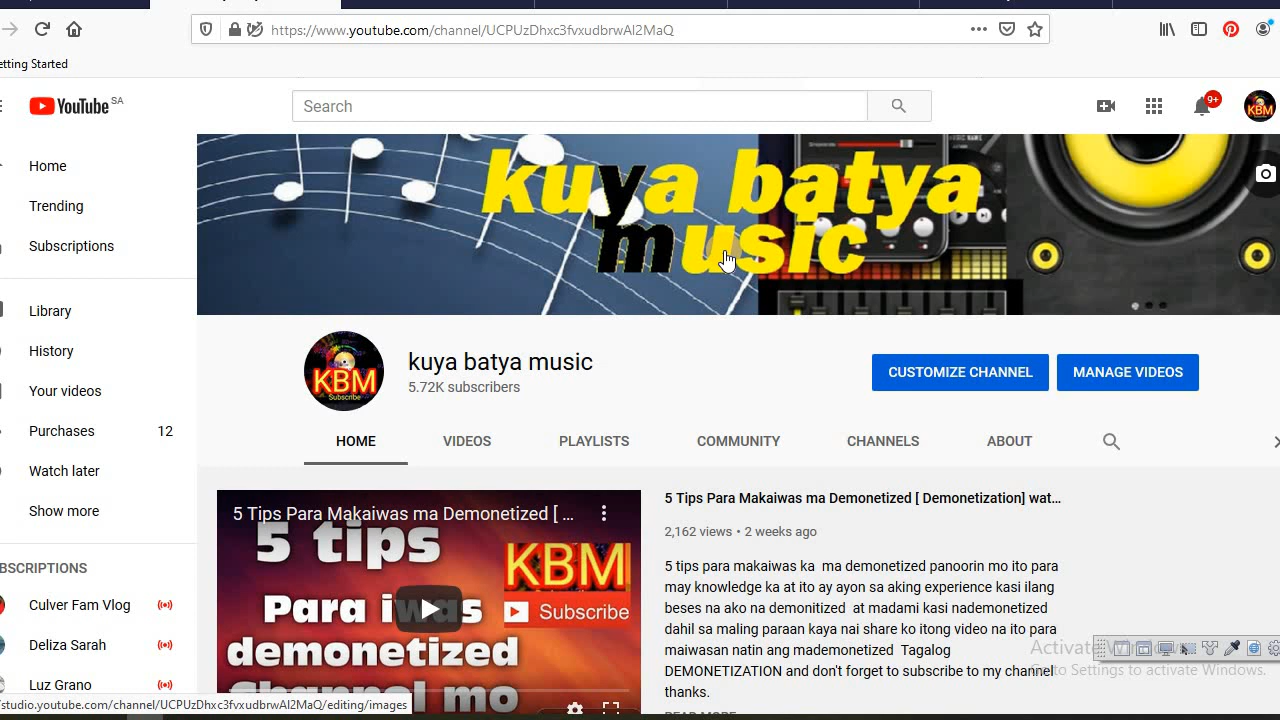 https://www.youtube.com/channel/UCPUzDhxc3fvxudbrwAl2MaQ
etting Started
YouTube SA
Search
9+
KBM
Home
Trending
Subscriptions
Library
History
Your videos
Purchases 12
Watch later
Show more
BSCRIPTIONS
Culver Fam Vlog
Deliza Sarah
Luz Grano
kuya batya
music
KBM
Subscribe
kuya batya music
5.72K subscribers
CUSTOMIZE CHANNEL
MANAGE VIDEOS
HOME
VIDEOS
PLAYLISTS
COMMUNITY
CHANNELS
ABOUT
5 Tips Para Makaiwas ma Demonetized [ ...
5 tips
Para iwas
demonetized
Channel mo
KBM
Subscribe
5 Tips Para Makaiwas ma Demonetized [ Demonetization] wat...
2,162 views • 2 weeks ago
5 tips para makaiwas ka ma demonetized panoorin mo ito para
may knowledge ka at ito ay ayon sa aking experience kasi ilang
beses na ako na demonitized at madami kasi nademonetized
dahil sa maling paraan kaya nai share ko itong video na ito para
maiwasan natin ang mademonetized Tagalog
DEMONETIZATION and don't forget to subscribe to my channel
thanks.
READ MORE
Activate Windows
Go to Settings to activate Windows.
/studio.youtube.com/channel/UCPUzDhxc3fvxudbrwAl2MaQ/editing/images